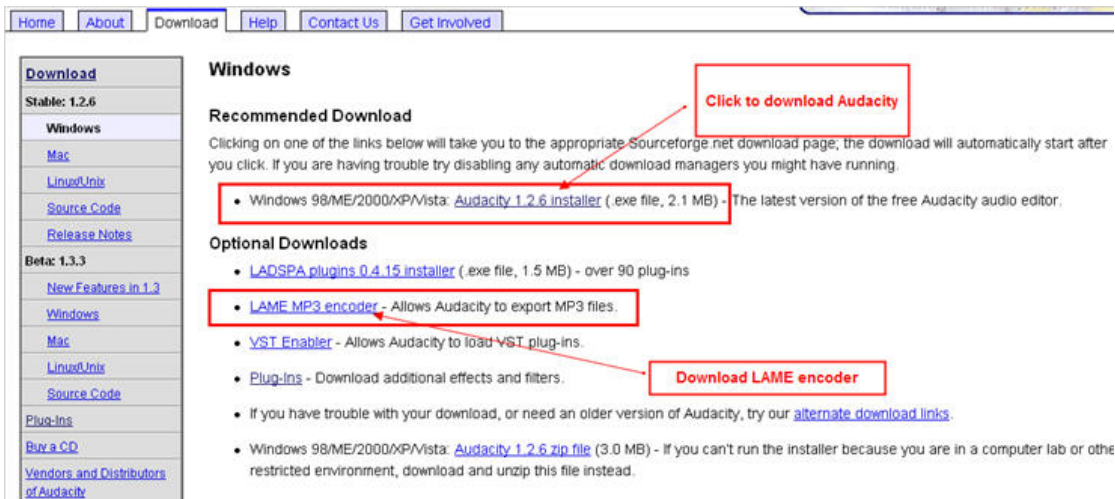 Home About Download Help Contact Us Get Involved
Download
Stable: 1.2.6
Windows
Mac
Linux/Unix
Source Code
Release Notes
Beta: 1.3.3
New Features in 1.3
Windows
Mac
Linux/Unix
Source Code
Plug-Ins
Buy a CD
Vendors and Distributors
of Audacity
Windows
Click to download Audacity
Recommended Download
Clicking on one of the links below will take you to the appropriate Sourceforge.net download page; the download will automatically start after
you click. If you are having trouble try disabling any automatic download managers you might have running.
• Windows 98/ME/2000/XP/Vista: Audacity 1.2.6 installer (.exe file, 2.1 MB) - The latest version of the free Audacity audio editor.
Optional Downloads
• LADSPA plugins 0.4.15 installer (.exe file, 1.5 MB) - over 90 plug-ins
• LAME MP3 encoder - Allows Audacity to export MP3 files.
• VST Enabler - Allows Audacity to load VST plug-ins.
• Plug-Ins - Download additional effects and filters.
Download LAME encoder
• If you have trouble with your download, or need an older version of Audacity, try our alternate download links.
• Windows 98/ME/2000/XP/Vista: Audacity 1.2.6 zip file (3.0 MB) - If you can't run the installer because you are in a computer lab or othe
restricted environment, download and unzip this file instead.